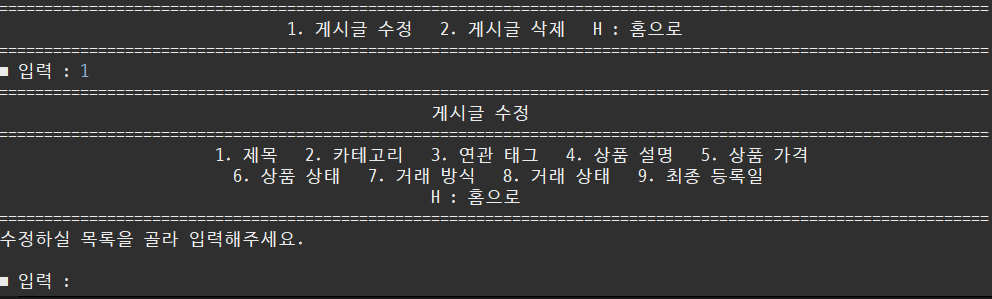 ==============================================================================================================
1. 게시글 수정   2. 게시글 삭제   H : 홈으로
==============================================================================================================
■ 입력 : 1
==============================================================================================================
게시글 수정
==============================================================================================================
1. 제목   2. 카테고리   3. 연관 태그   4. 상품 설명   5. 상품 가격
6. 상품 상태   7. 거래 방식   8. 거래 상태   9. 최종 등록일
H : 홈으로
==============================================================================================================
수정하실 목록을 골라 입력해주세요.
■ 입력 :